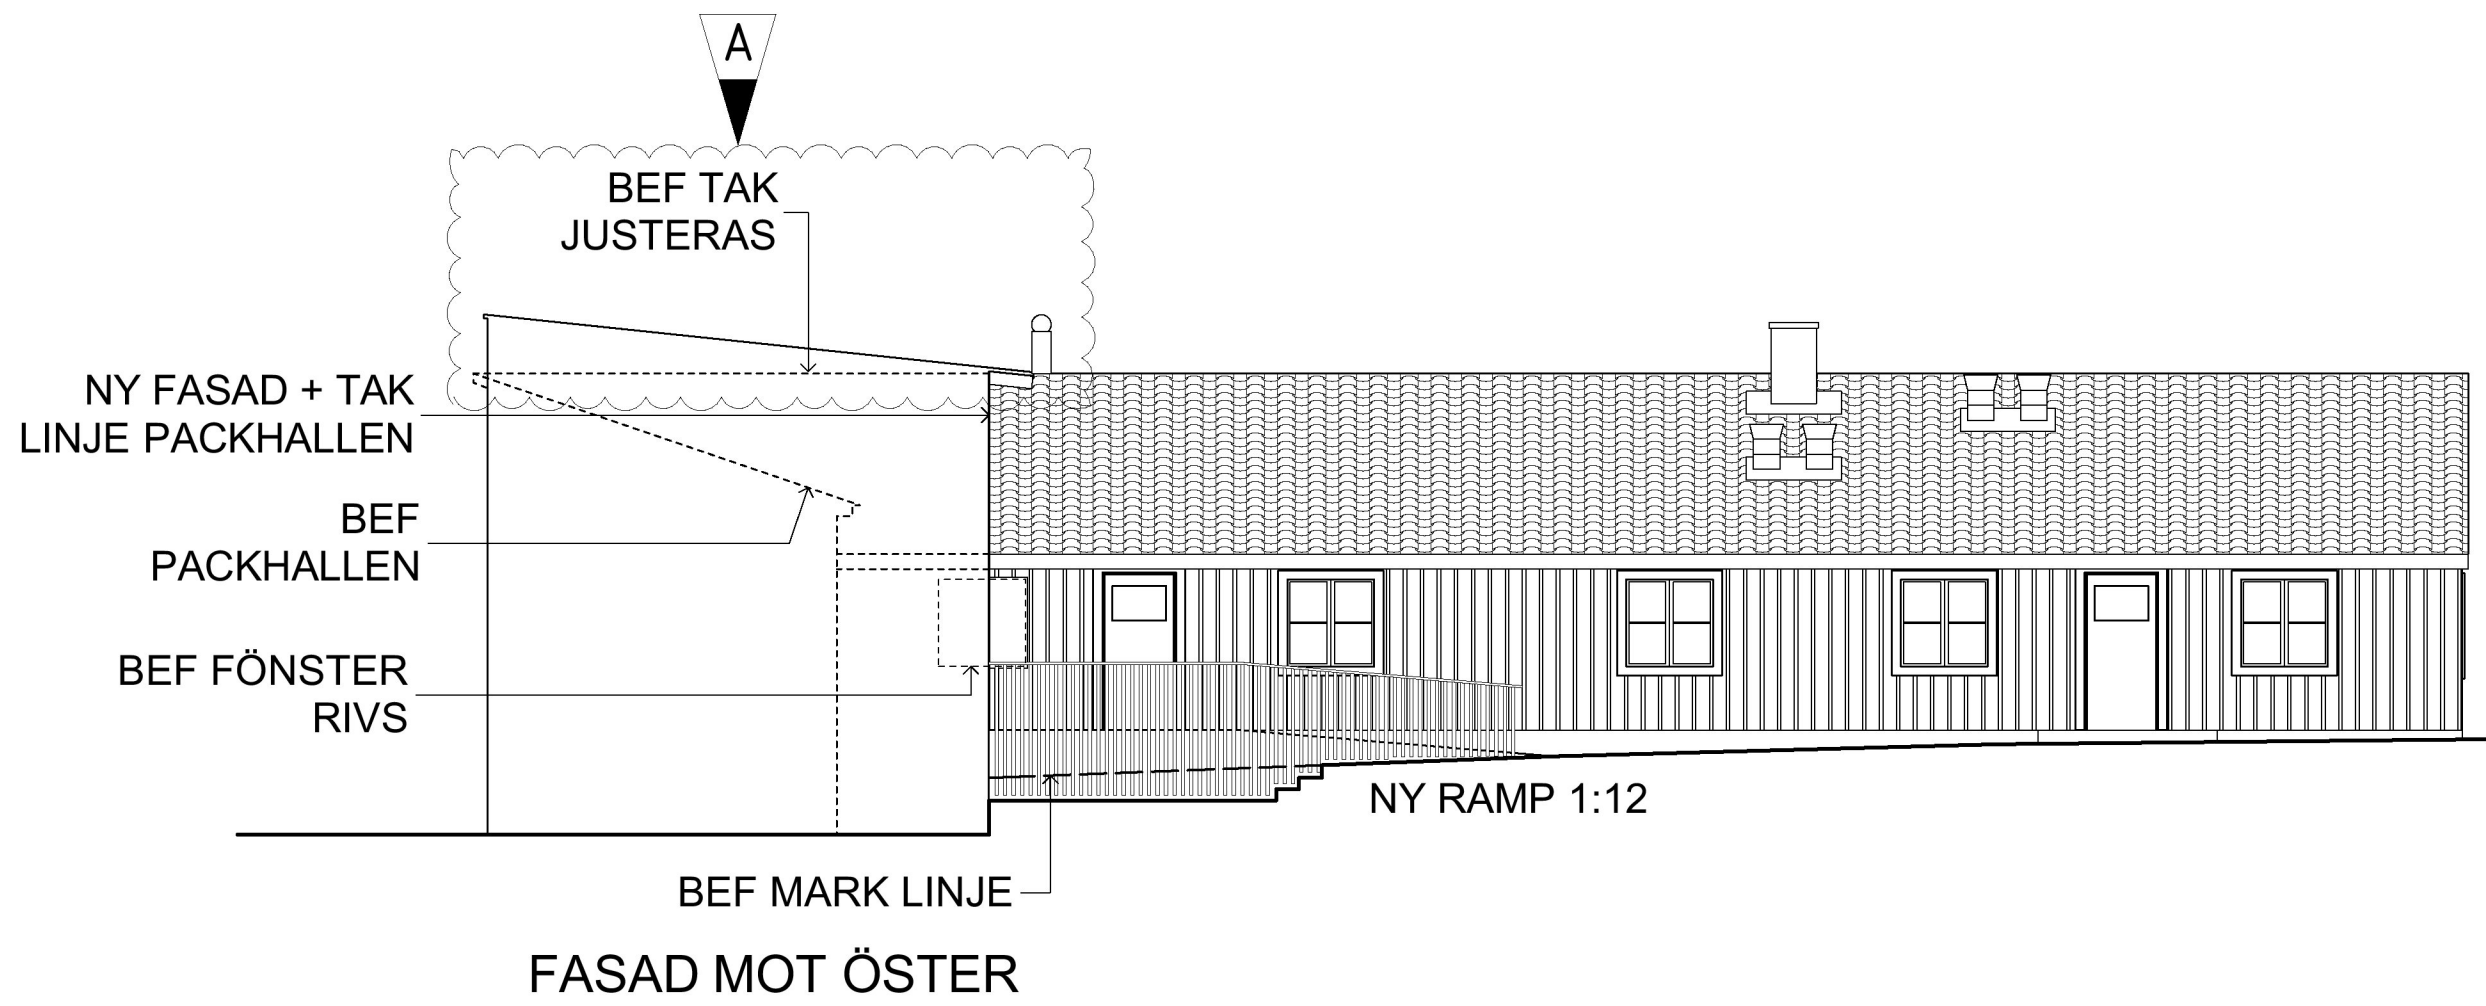 A
BEF TAK
JUSTERAS
NY FASAD + TAK
LINJE PACKHALLEN
BEF
PACKHALLEN
BEF FÖNSTER
RIVS
NY RAMP 1:12
BEF MARK LINJE
FASAD MOT ÖSTER